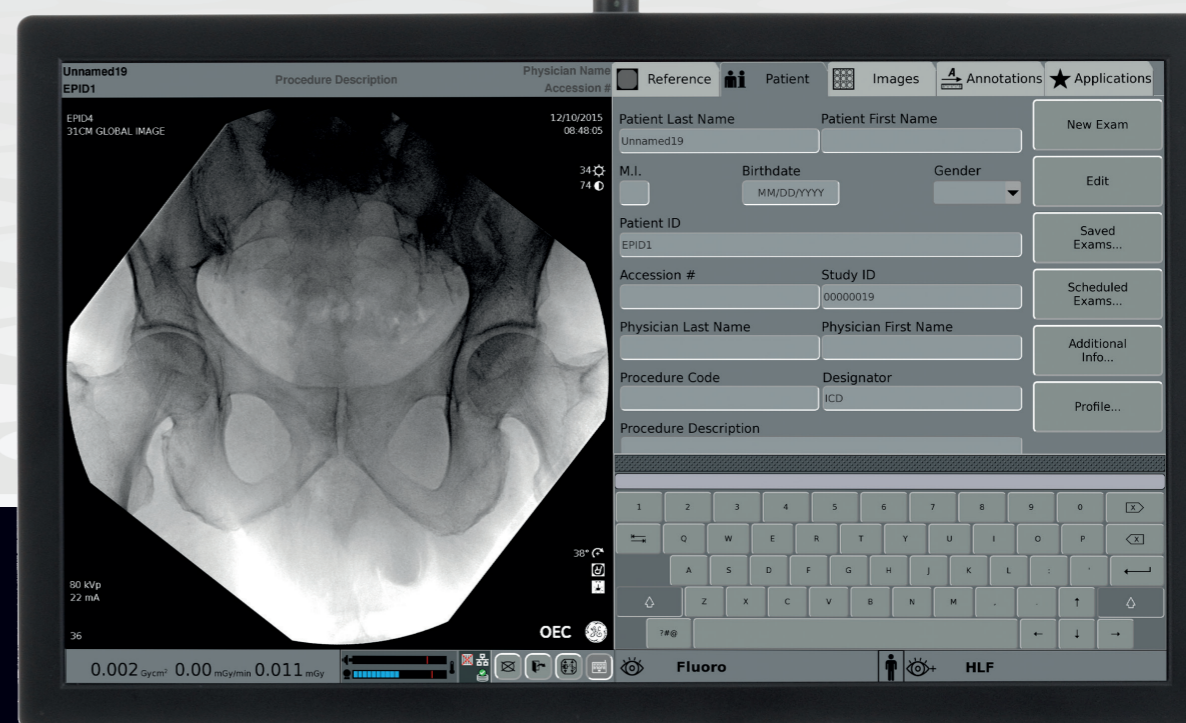 Unnamed19
EPID1
Procedure Description
Physician Name
Accession #
EPID4
31CM GLOBAL IMAGE
12/10/2015
08:48:05
34
74
38°
80 kVp
22 mA
36
OEC
0.002 Gycm² 0.00 mGy/min 0.011 mGy
Reference
Patient
Images
A Annotations
Applications
Patient Last Name Patient First Name
Unnamed19
M.I. Birthdate Gender
MM/DD/YYYY
Patient ID
EPID1
Accession # Study ID
00000019
Physician Last Name Physician First Name
Procedure Code Designator
ICD
Procedure Description
New Exam
Edit
Saved
Exams...
Scheduled
Exams...
Additional
Info...
Profile...
1 2 3 4 5 6 7 8 9 0 X
Q W E R T Y U I O P X
A S D F G H J K L : '
Z X C V B N M , .
?#@
Fluoro
HLF